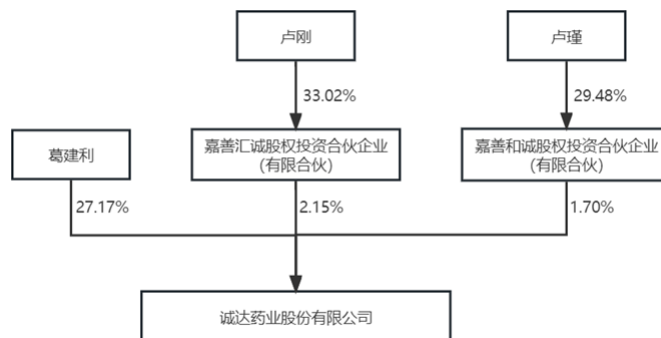 卢刚
卢瑾
33.02%
29.48%
葛建利
嘉善汇诚股权投资合伙企业
(有限合伙)
嘉善和诚股权投资合伙企业
(有限合伙)
27.17%
2.15%
1.70%
诚达药业股份有限公司